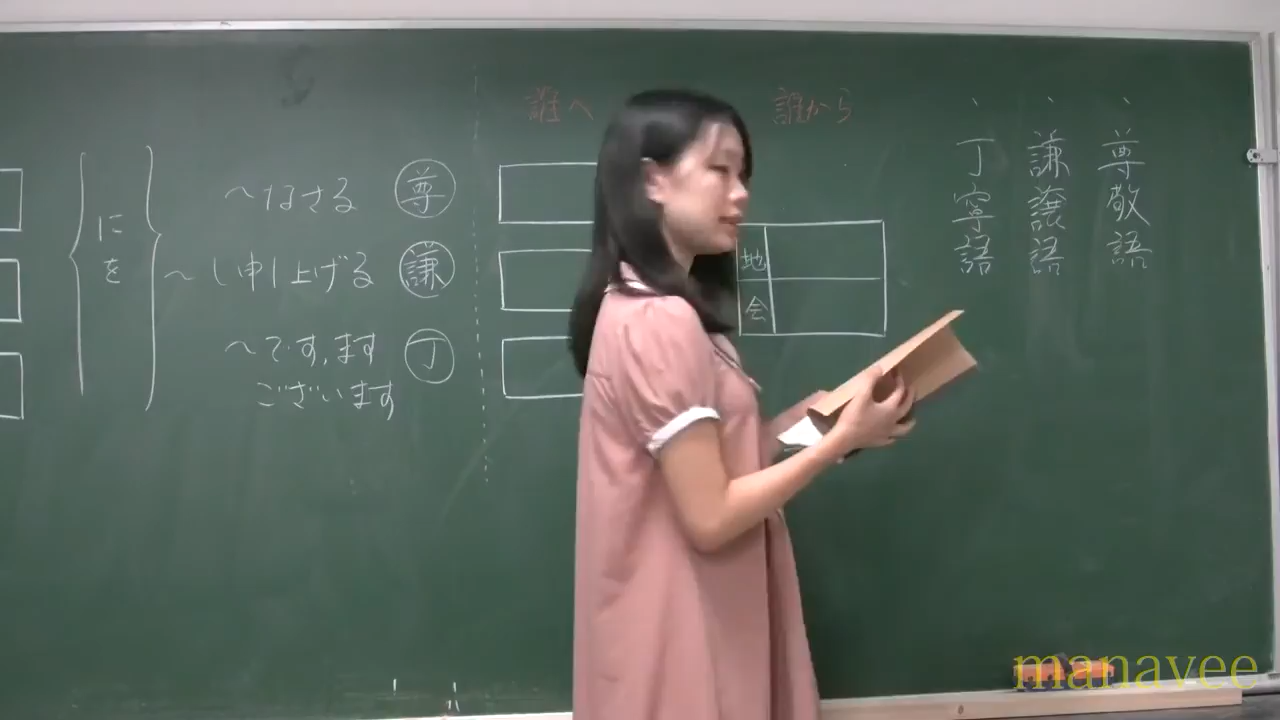 、尊敬語
、謙譲語
、丁寧語
誰へ
誰から
地
会
にを
～なさる 尊
～し申し上げる 謙
～です,ます 丁
ございます
manavee